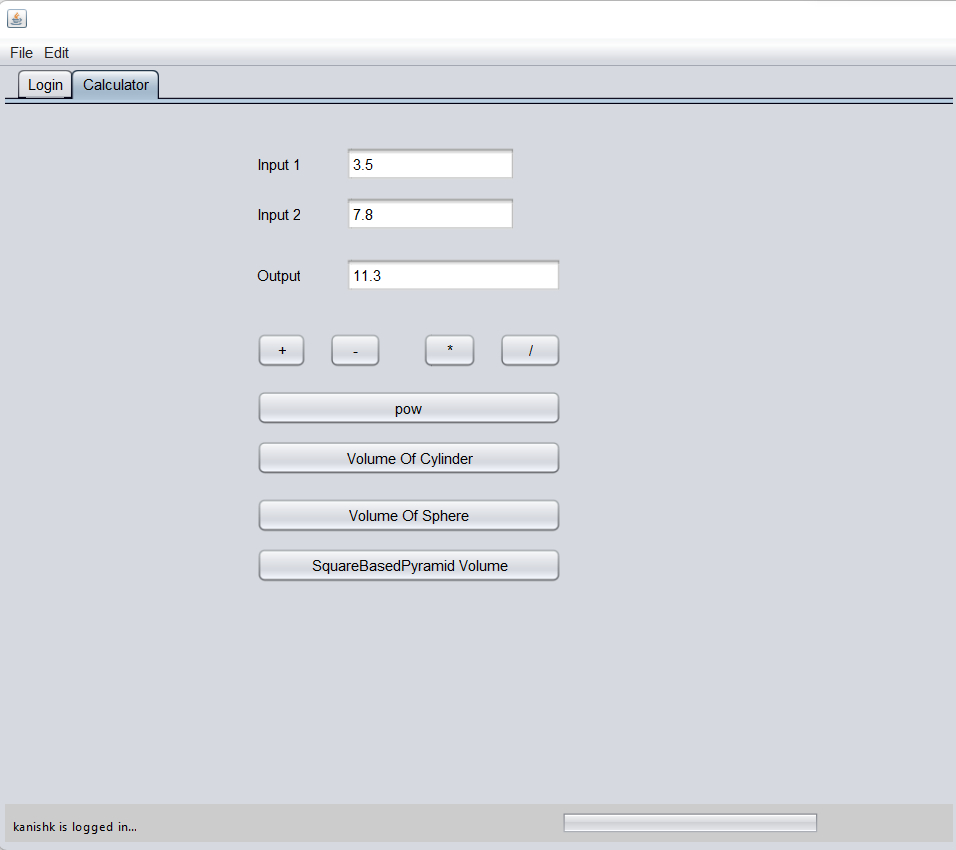 File Edit
Login Calculator
Input 1 3.5
Input 2 7.8
Output 11.3
+ - * /
pow
Volume Of Cylinder
Volume Of Sphere
SquareBasedPyramid Volume
kanishk is logged in...